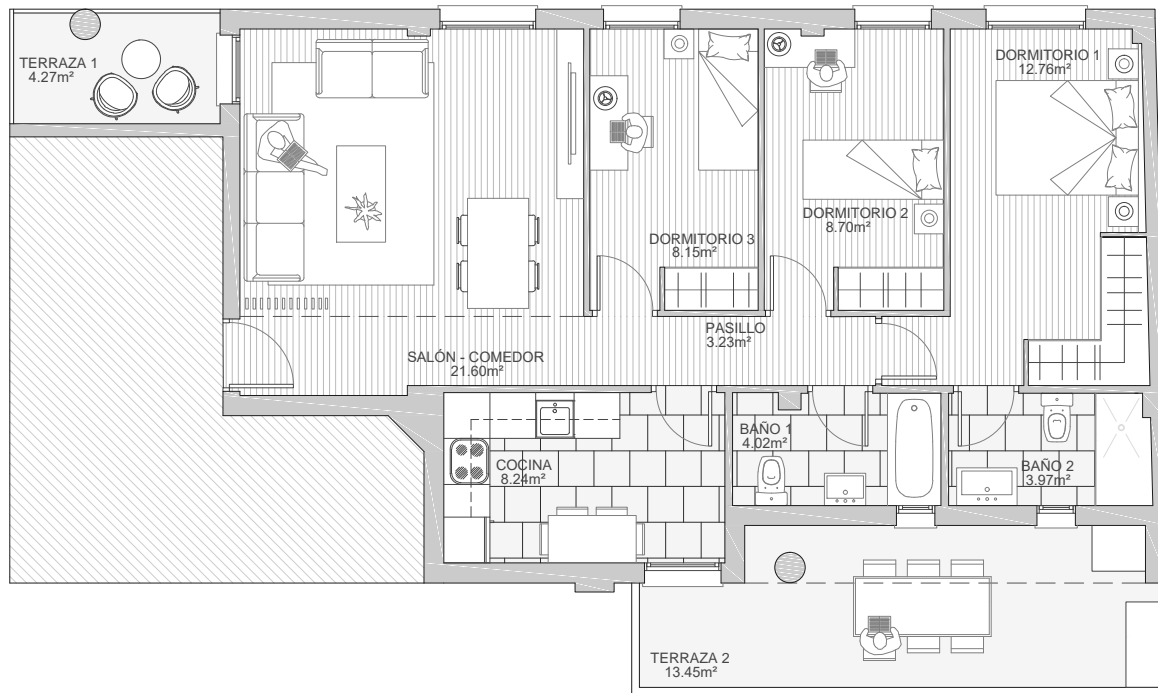 TERRAZA 1
4.27m²
DORMITORIO 1
12.76m²
DORMITORIO 2
8.70m²
DORMITORIO 3
8.15m²
PASILLO
3.23m²
SALÓN - COMEDOR
21.60m²
BAÑO 1
4.02m²
COCINA
8.24m²
BAÑO 2
3.97m²
TERRAZA 2
13.45m²